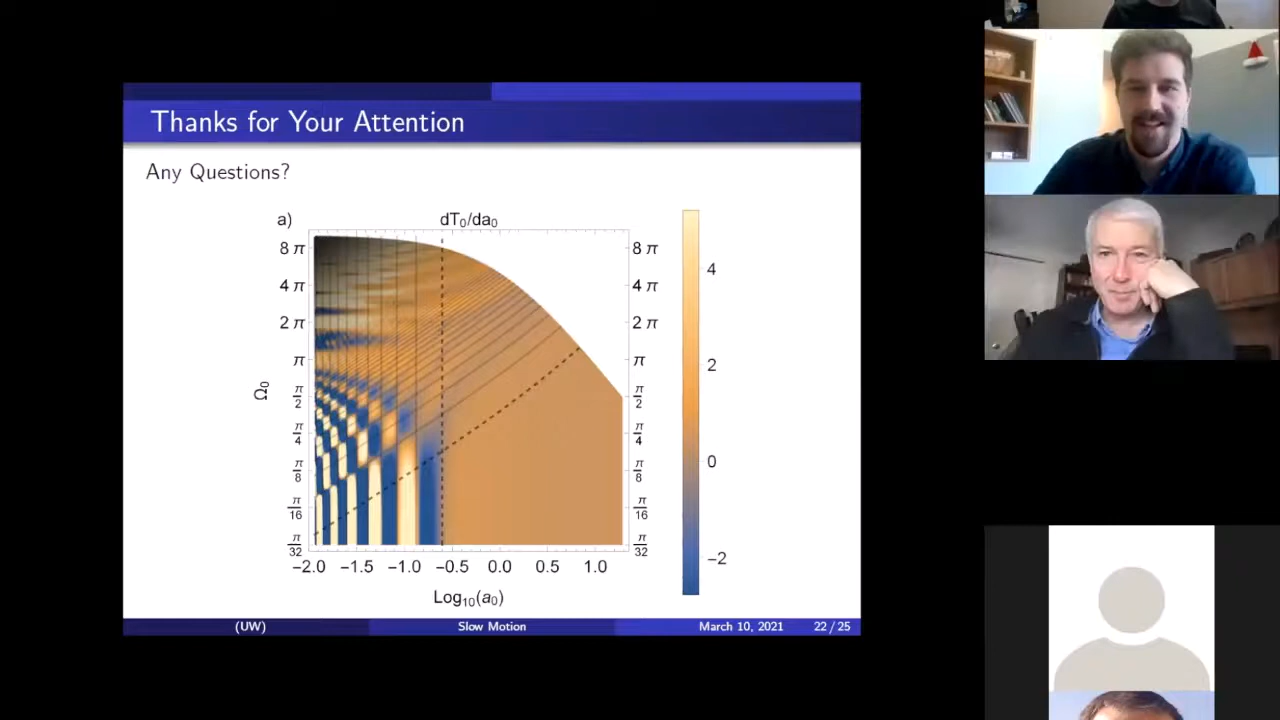 Thanks for Your Attention
Any Questions?
a)
dT₀/da₀
8 π
4 π
2 π
π
π/2
π/4
π/8
π/16
π/32
Ω₀
8 π
4 π
2 π
π
π/2
π/4
π/8
π/16
π/32
4
2
0
−2
−2.0 −1.5 −1.0 −0.5 0.0 0.5 1.0
Log₁₀(a₀)
(UW) Slow Motion March 10, 2021 22 / 25